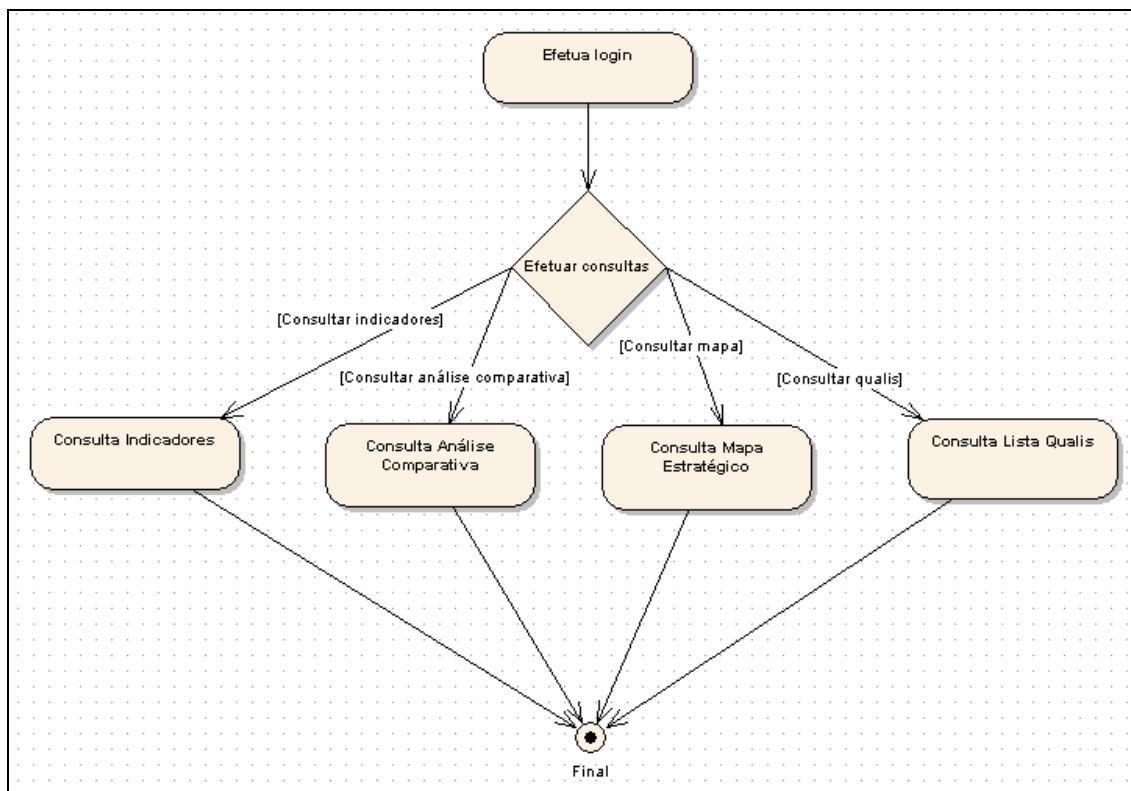 Efetua login
Efetuar consultas
[Consultar indicadores]
[Consultar mapa]
[Consultar análise comparativa]
[Consultar qualis]
Consulta Indicadores
Consulta Análise
Comparativa
Consulta Mapa
Estratégico
Consulta Lista Qualis
Final